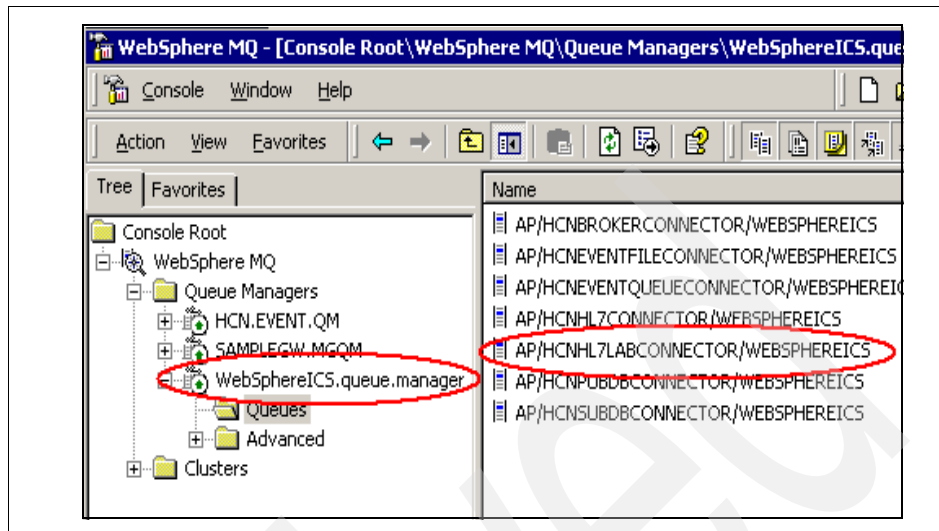 WebSphere MQ - [Console Root\WebSphere MQ\Queue Managers\WebSphereICS.que
Console Window Help
Action View Favorites
Tree Favorites
Name
Console Root
WebSphere MQ
Queue Managers
HCN.EVENT.QM
SAMPLEGW.MGQM
WebSphereICS.queue.manager
Queues
Advanced
Clusters
AP/HCNBROKERCONNECTOR/WEBSPHEREICS
AP/HCNEVENTFILECONNECTOR/WEBSPHEREICS
AP/HCNEVENTQUEUECONNECTOR/WEBSPHEREIC
AP/HCNHL7CONNECTOR/WEBSPHEREICS
AP/HCNHL7LABCONNECTOR/WEBSPHEREICS
AP/HCNPUBDBCONNECTOR/WEBSPHEREICS
AP/HCNSUBDBCONNECTOR/WEBSPHEREICS